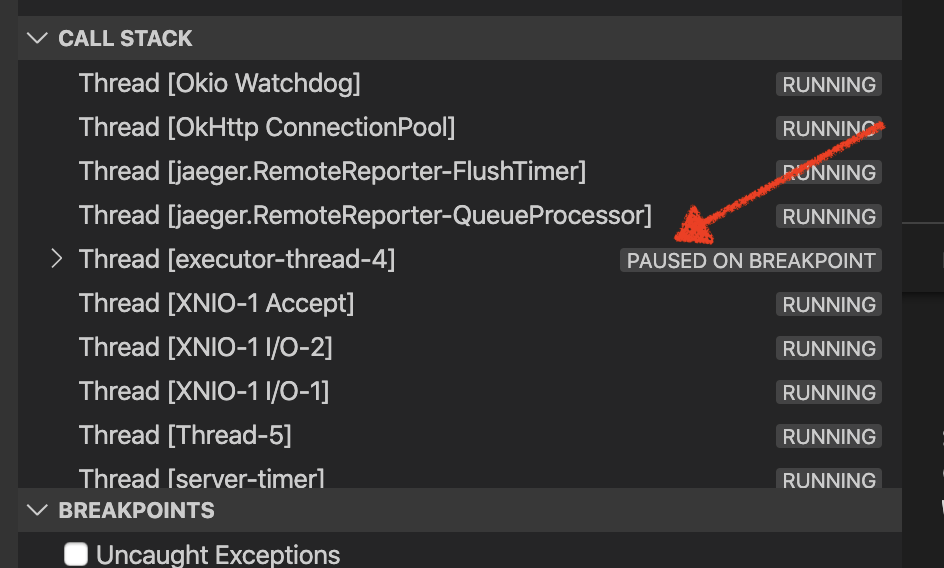 CALL STACK
Thread [Okio Watchdog] RUNNING
Thread [OkHttp ConnectionPool] RUNNING
Thread [jaeger.RemoteReporter-FlushTimer] RUNNING
Thread [jaeger.RemoteReporter-QueueProcessor] RUNNING
Thread [executor-thread-4] PAUSED ON BREAKPOINT
Thread [XNIO-1 Accept] RUNNING
Thread [XNIO-1 I/O-2] RUNNING
Thread [XNIO-1 I/O-1] RUNNING
Thread [Thread-5] RUNNING
Thread [server-timer] RUNNING
BREAKPOINTS
Uncaught Exceptions